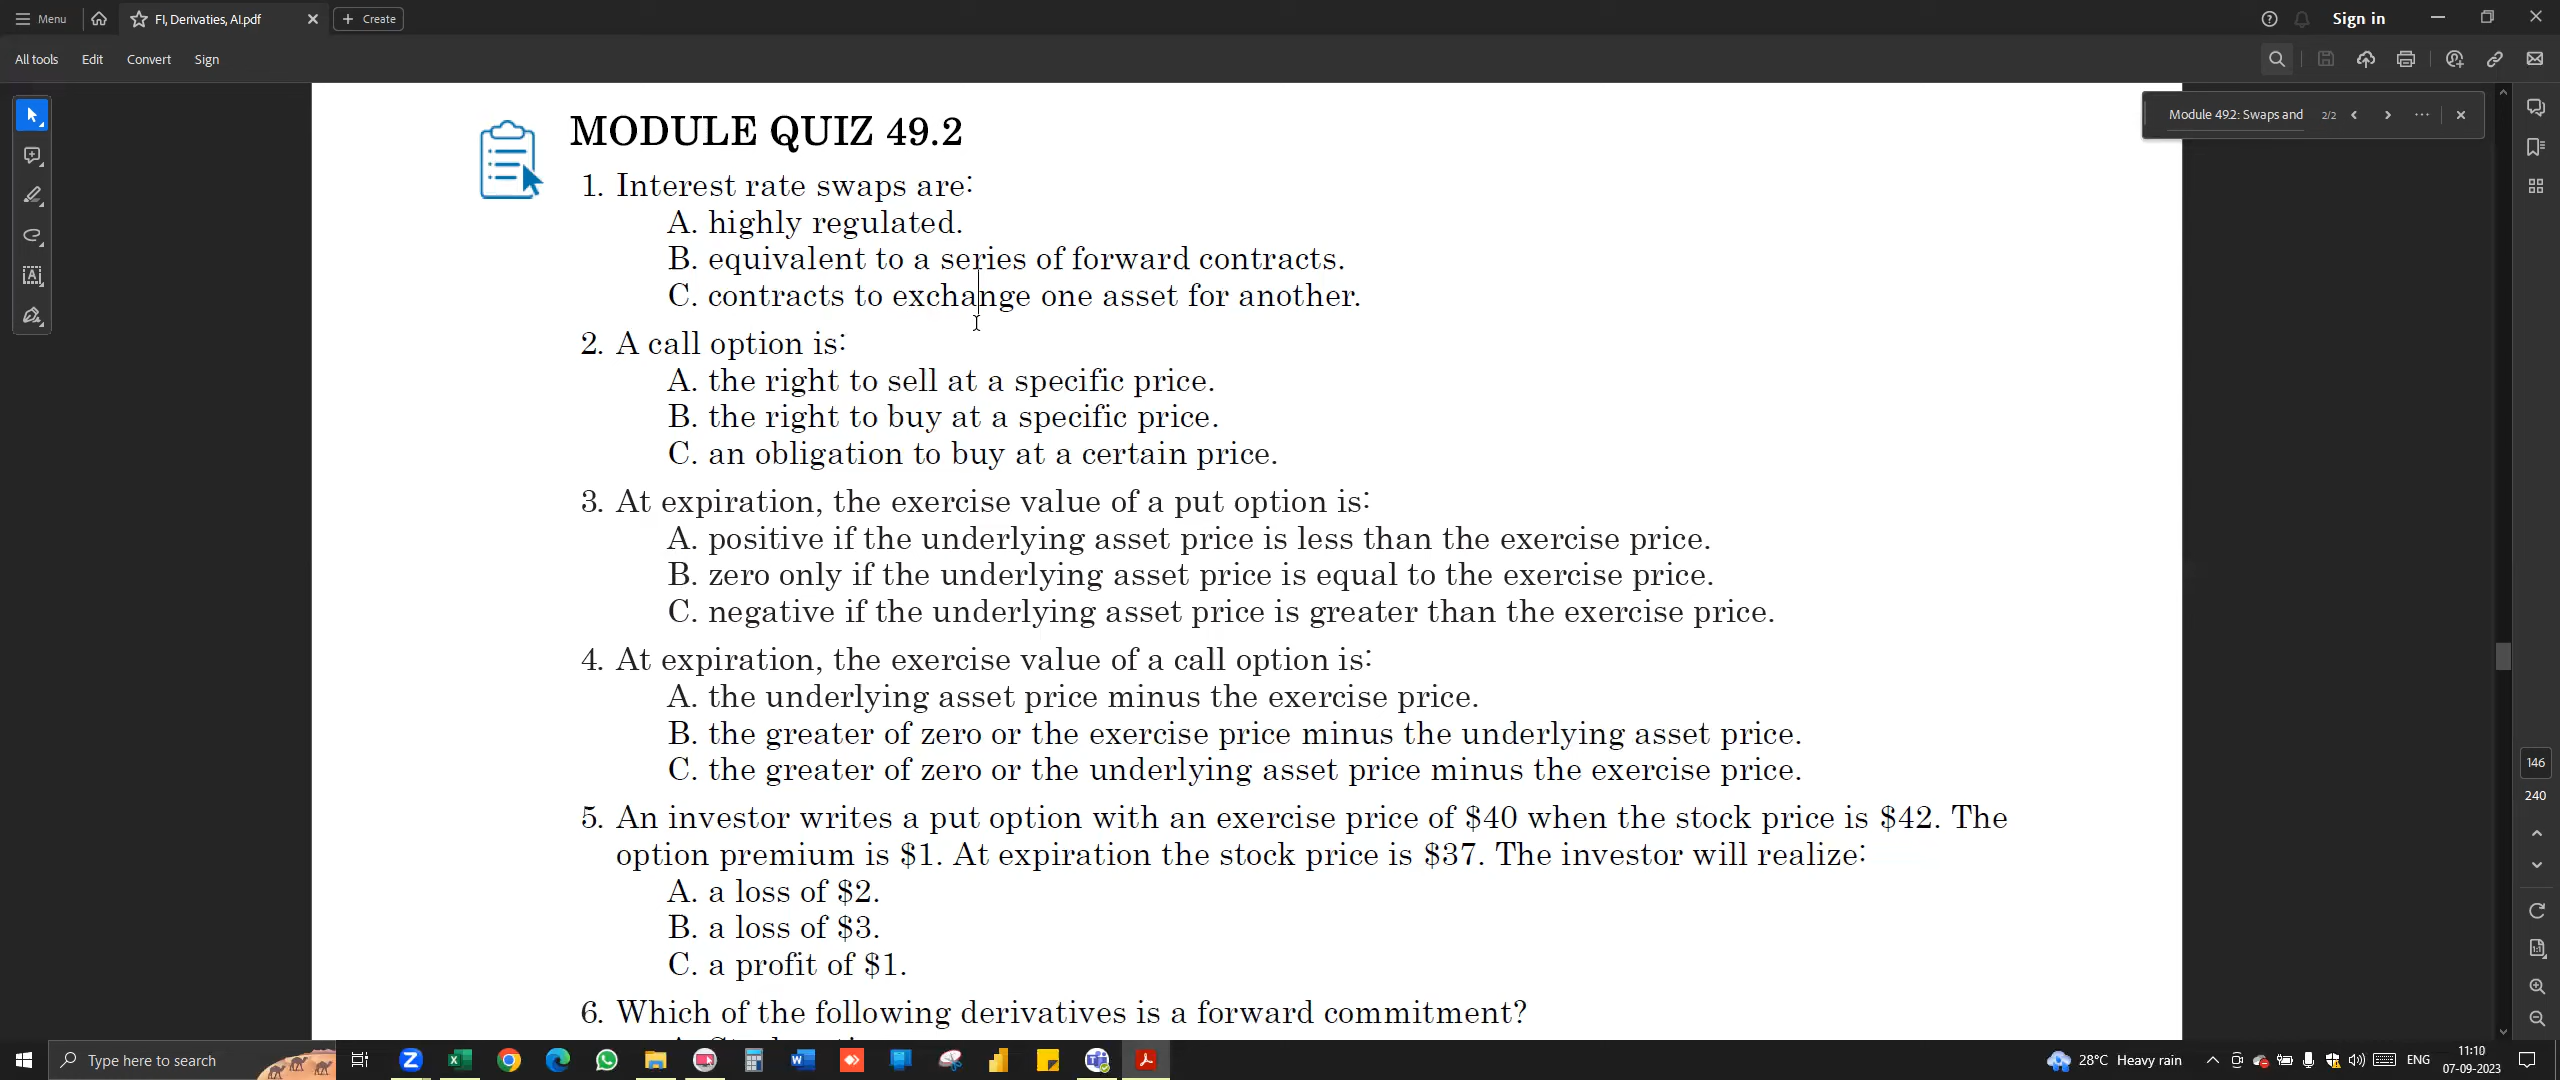 Menu
FI, Derivaties, AI.pdf
Create
Sign in
All tools Edit Convert Sign
Module 49.2: Swaps and 2/2
MODULE QUIZ 49.2
1. Interest rate swaps are:
A. highly regulated.
B. equivalent to a series of forward contracts.
C. contracts to exchange one asset for another.
2. A call option is:
A. the right to sell at a specific price.
B. the right to buy at a specific price.
C. an obligation to buy at a certain price.
3. At expiration, the exercise value of a put option is:
A. positive if the underlying asset price is less than the exercise price.
B. zero only if the underlying asset price is equal to the exercise price.
C. negative if the underlying asset price is greater than the exercise price.
4. At expiration, the exercise value of a call option is:
A. the underlying asset price minus the exercise price.
B. the greater of zero or the exercise price minus the underlying asset price.
C. the greater of zero or the underlying asset price minus the exercise price.
5. An investor writes a put option with an exercise price of $40 when the stock price is $42. The
option premium is $1. At expiration the stock price is $37. The investor will realize:
A. a loss of $2.
B. a loss of $3.
C. a profit of $1.
6. Which of the following derivatives is a forward commitment?
146
240
Type here to search
28°C Heavy rain
ENG
11:10
07-09-2023